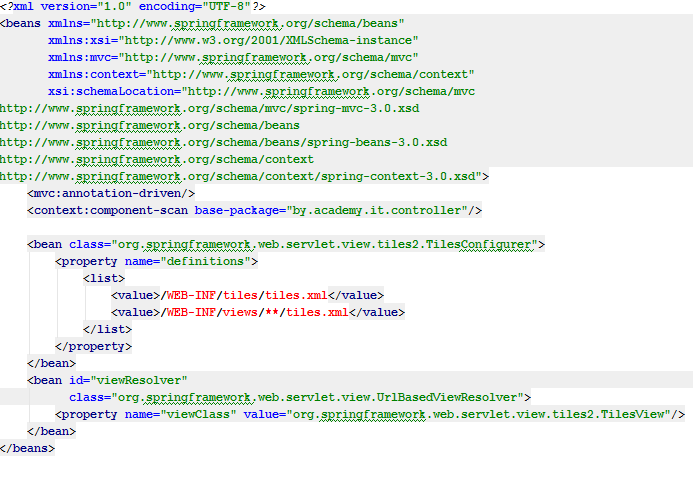 <?xml version="1.0" encoding="UTF-8"?>
<beans xmlns="http://www.springframework.org/schema/beans"
xmlns:xsi="http://www.w3.org/2001/XMLSchema-instance"
xmlns:mvc="http://www.springframework.org/schema/mvc"
xmlns:context="http://www.springframework.org/schema/context"
xsi:schemaLocation="http://www.springframework.org/schema/mvc
http://www.springframework.org/schema/mvc/spring-mvc-3.0.xsd
http://www.springframework.org/schema/beans
http://www.springframework.org/schema/beans/spring-beans-3.0.xsd
http://www.springframework.org/schema/context
http://www.springframework.org/schema/context/spring-context-3.0.xsd">
<mvc:annotation-driven/>
<context:component-scan base-package="by.academy.it.controller"/>
<bean class="org.springframework.web.servlet.view.tiles2.TilesConfigurer">
<property name="definitions">
<list>
<value>/WEB-INF/tiles/tiles.xml</value>
<value>/WEB-INF/views/**/tiles.xml</value>
</list>
</property>
</bean>
<bean id="viewResolver"
class="org.springframework.web.servlet.view.UrlBasedViewResolver">
<property name="viewClass" value="org.springframework.web.servlet.view.tiles2.TilesView"/>
</bean>
</beans>